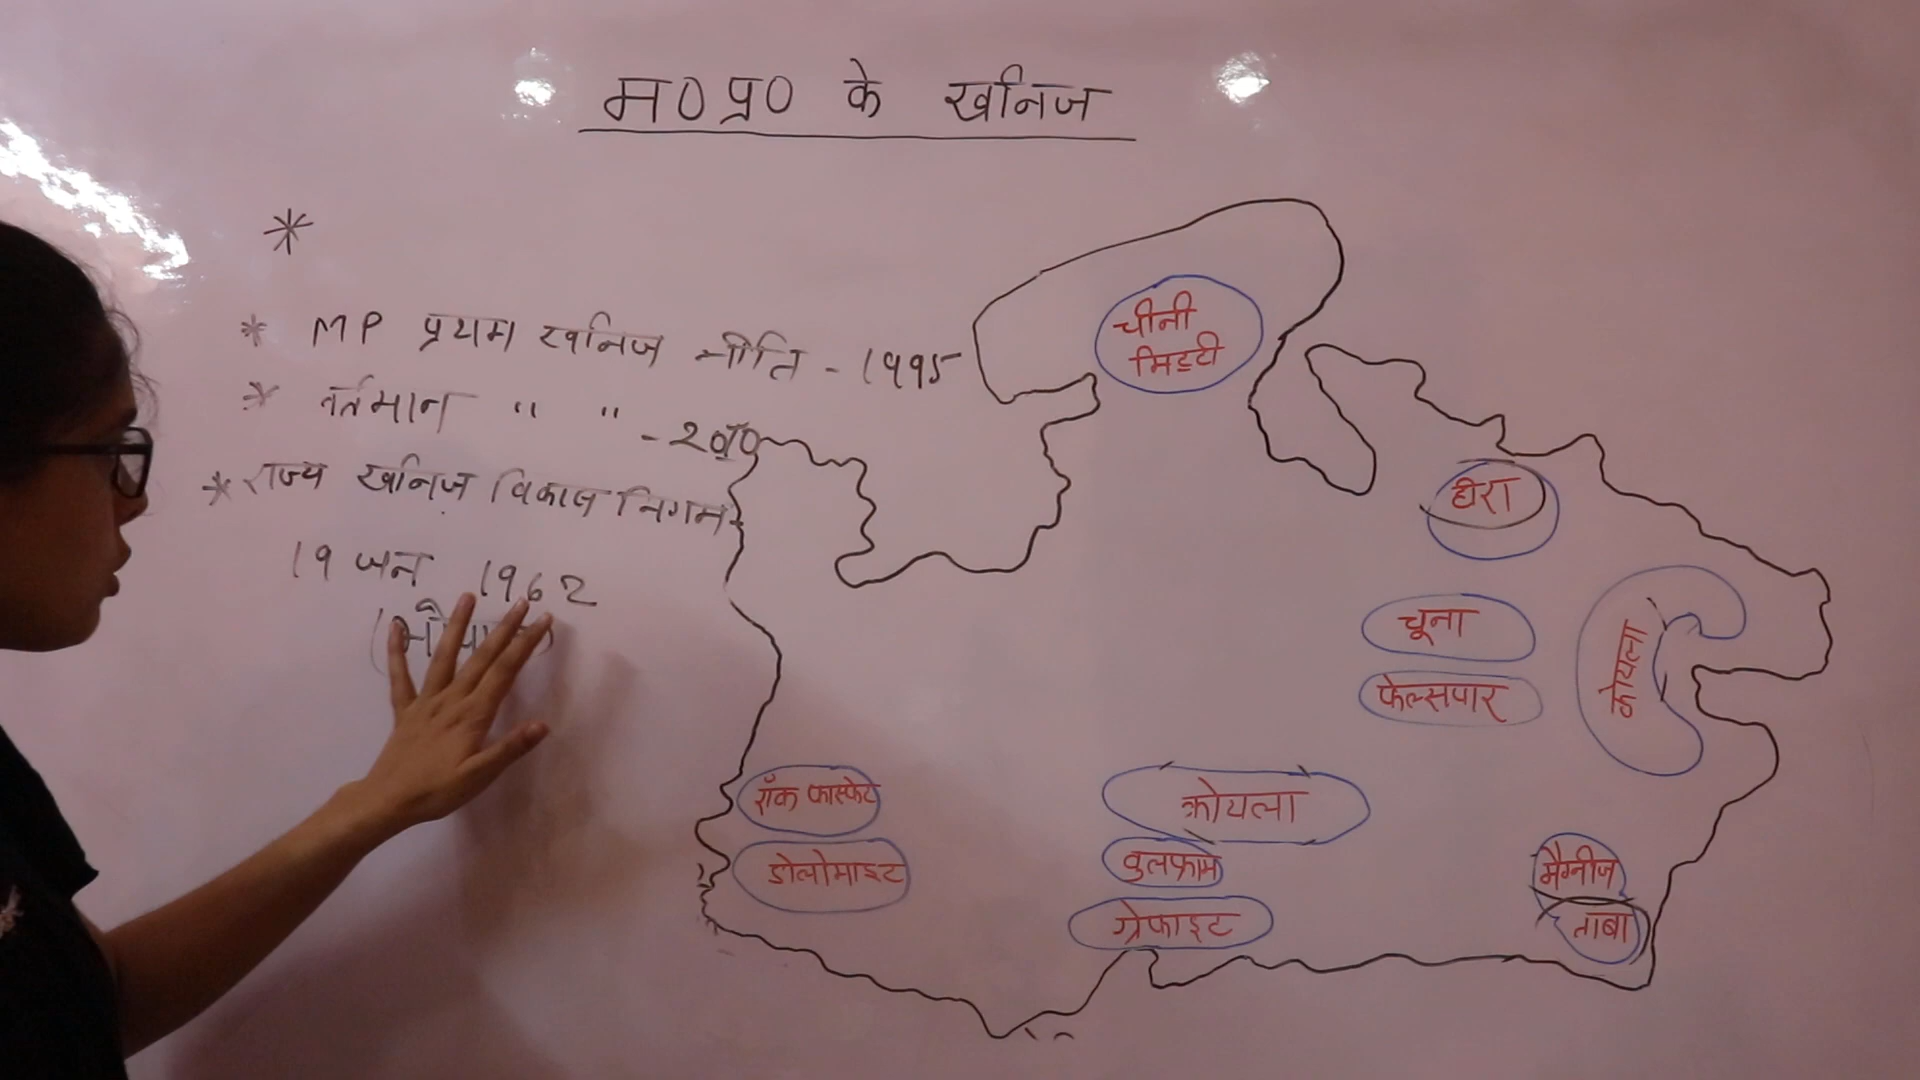 म0प्र0 के खनिज
*
* MP प्रथम खनिज नीति - 1995
* वर्तमान " " - 2010
* राज्य खनिज विकास निगम -
19 जन 1962
चीनी
मिट्टी
हीरा
चूना
फेल्सपार
कोयला
रॉक फास्फेट
डोलोमाइट
कोयला
वुलफ्राम
ग्रेफाइट
मैग्नीज
ताबा